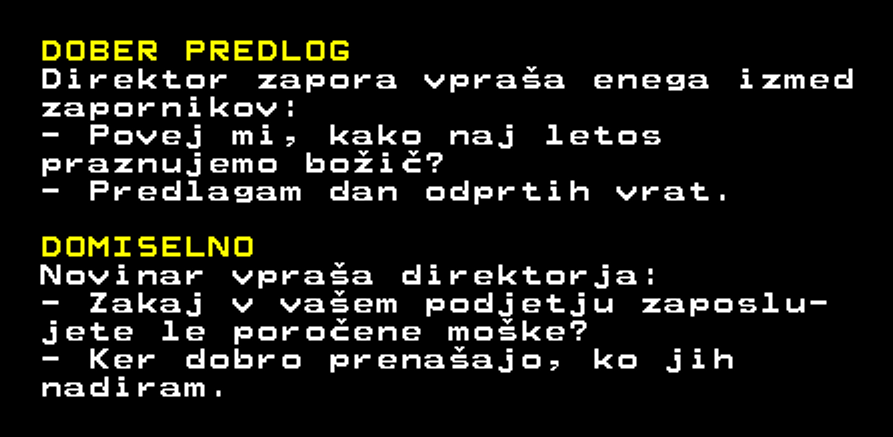 DOBER PREDLOG
Direktor zapora vpraša enega izmed
zapornikov:
- Povej mi, kako naj letos
praznujemo božič?
- Predlagam dan odprtih vrat.
DOMISELNO
Novinar vpraša direktorja:
- Zakaj v vašem podjetju zaposlu-
jete le poročene moške?
- Ker dobro prenašajo, ko jih
nadiram.